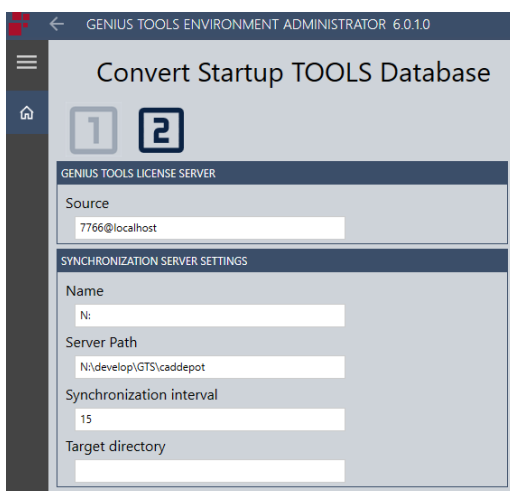 GENIUS TOOLS ENVIRONMENT ADMINISTRATOR 6.0.1.0
Convert Startup TOOLS Database
1 2
GENIUS TOOLS LICENSE SERVER
Source
7766@localhost
SYNCHRONIZATION SERVER SETTINGS
Name
N:
Server Path
N:\develop\GTS\caddepot
Synchronization interval
15
Target directory